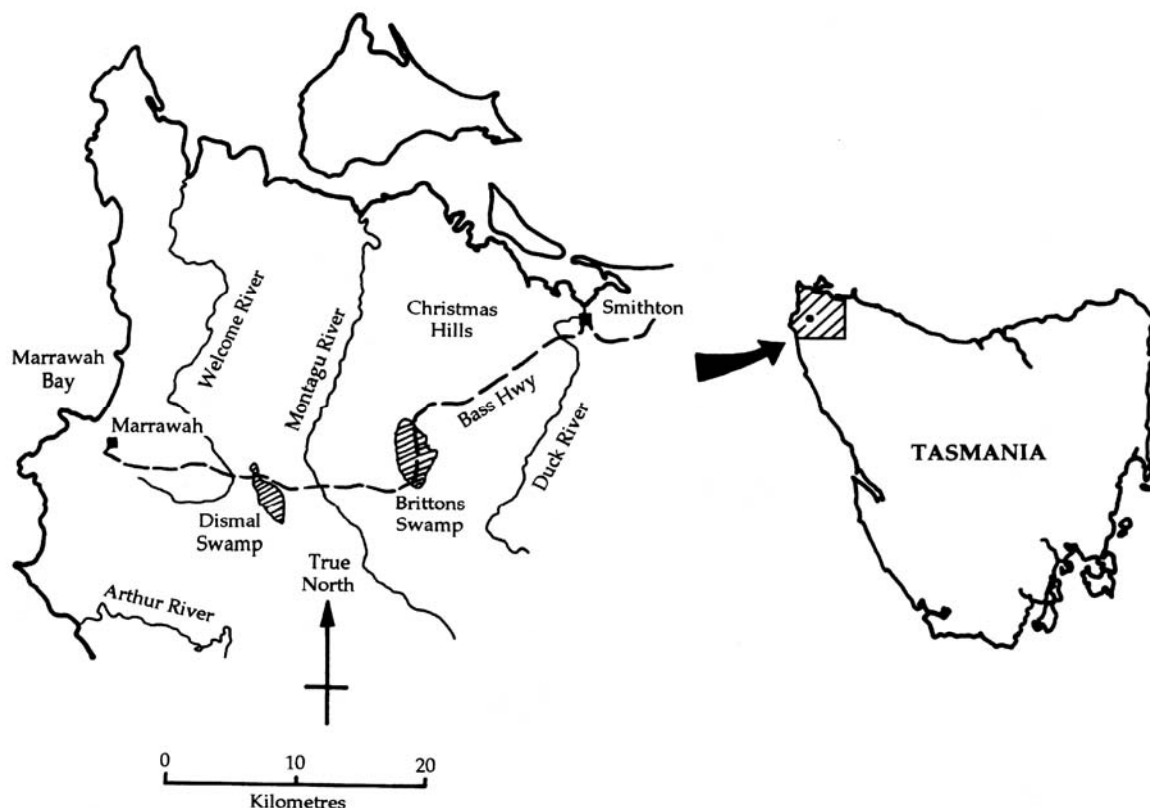 Christmas
Hills
Smithton
Welcome River
Montagu River
Marrawah
Bay
Bass Hwy
Marrawah
Duck River
TASMANIA
Brittons
Swamp
Dismal
Swamp
True
North
Arthur River
0 10 20
Kilometres